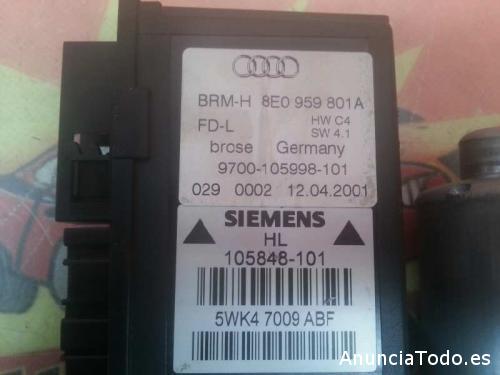 BRM-H 8E0 959 801A
FD-L HW C4
SW 4.1
brose Germany
9700-105998-101
029 0002 12.04.2001
SIEMENS
HL
105848-101
5WK4 7009 ABF
AnunciaTodo.es